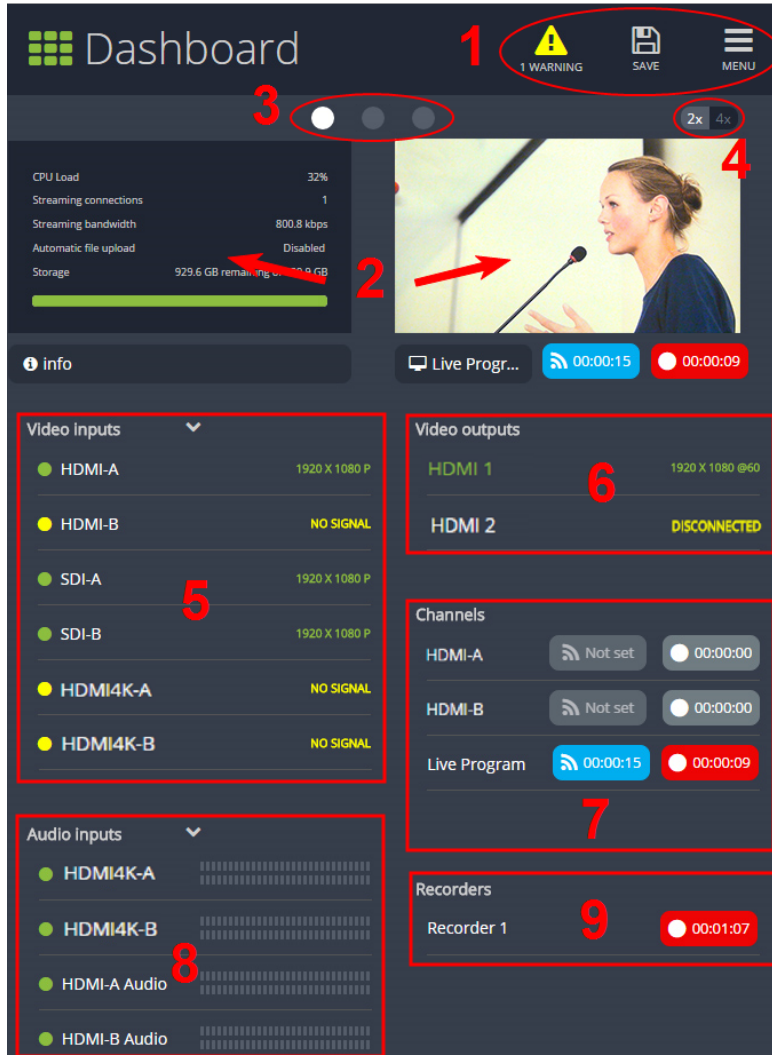 Dashboard
1
1 WARNING
SAVE
MENU
3
2x 4x
4
CPU Load 32%
Streaming connections 1
Streaming bandwidth 800.8 kbps
Automatic file upload Disabled
2
Storage 929.6 GB remaining GB
info
Live Progr... 00:00:15 00:00:09
Video inputs
HDMI-A 1920 X 1080 P
HDMI-B NO SIGNAL
SDI-A 1920 X 1080 P
5
SDI-B 1920 X 1080 P
HDMI4K-A NO SIGNAL
HDMI4K-B NO SIGNAL
Video outputs
HDMI 1 1920 X 1080 @60
6
HDMI 2 DISCONNECTED
Channels
HDMI-A Not set 00:00:00
HDMI-B Not set 00:00:00
Live Program 00:00:15 00:00:09
7
Audio inputs
HDMI4K-A
HDMI4K-B
8
HDMI-A Audio
HDMI-B Audio
Recorders
Recorder 1 00:01:07
9